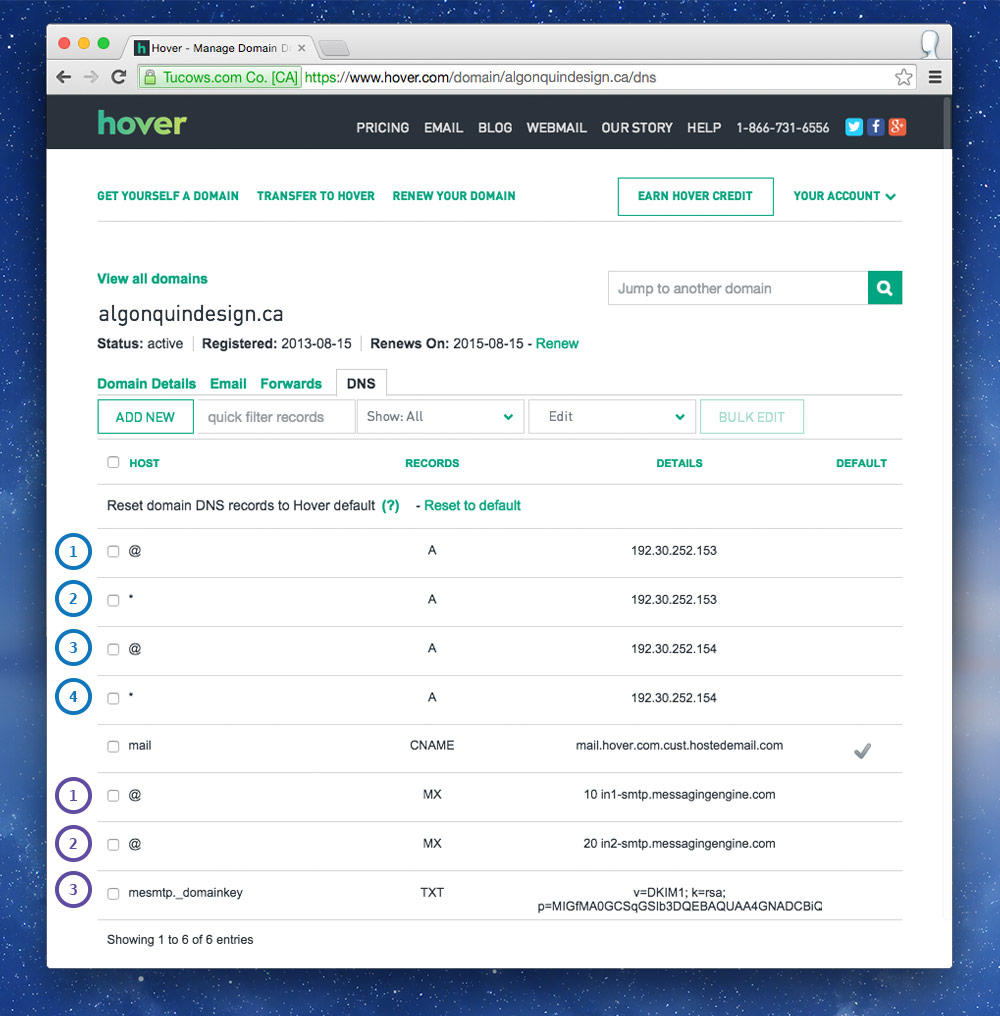 Hover - Manage Domain D
Tucows.com Co. [CA] https://www.hover.com/domain/algonquindesign.ca/dns
hover
PRICING EMAIL BLOG WEBMAIL OUR STORY HELP 1-866-731-6556
GET YOURSELF A DOMAIN TRANSFER TO HOVER RENEW YOUR DOMAIN EARN HOVER CREDIT YOUR ACCOUNT
View all domains
Jump to another domain
algonquindesign.ca
Status: active Registered: 2013-08-15 Renews On: 2015-08-15 - Renew
Domain Details Email Forwards DNS
ADD NEW quick filter records Show: All Edit BULK EDIT
HOST RECORDS DETAILS DEFAULT
Reset domain DNS records to Hover default (?) - Reset to default
1 @ A 192.30.252.153
2 * A 192.30.252.153
3 @ A 192.30.252.154
4 * A 192.30.252.154
mail CNAME mail.hover.com.cust.hostedemail.com
1 @ MX 10 in1-smtp.messagingengine.com
2 @ MX 20 in2-smtp.messagingengine.com
3 mesmtp._domainkey TXT v=DKIM1; k=rsa;
p=MIGfMA0GCSqGSIb3DQEBAQUAA4GNADCBiQ
Showing 1 to 6 of 6 entries